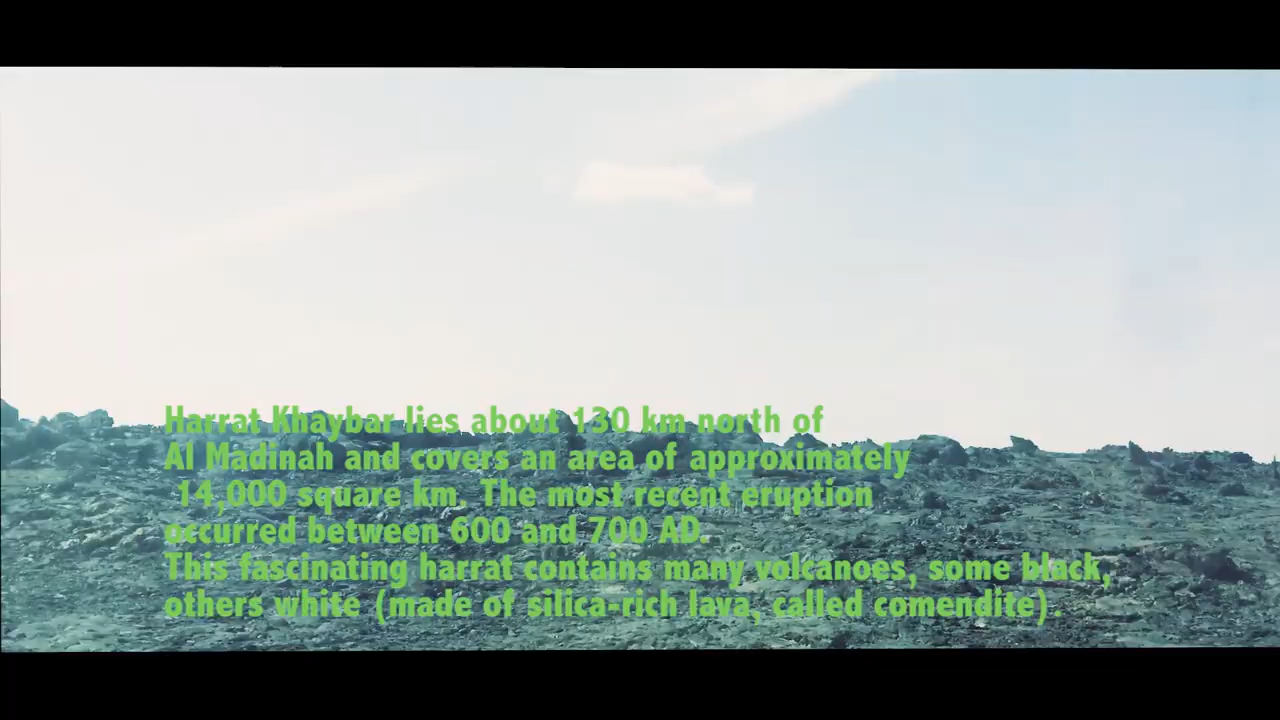 Harrat Khaybar lies about 130 km north of
Al Madinah and covers an area of approximately
14,000 square km. The most recent eruption
occurred between 600 and 700 AD.
This fascinating harrat contains many volcanoes, some black,
others white (made of silica-rich lava, called comendite).